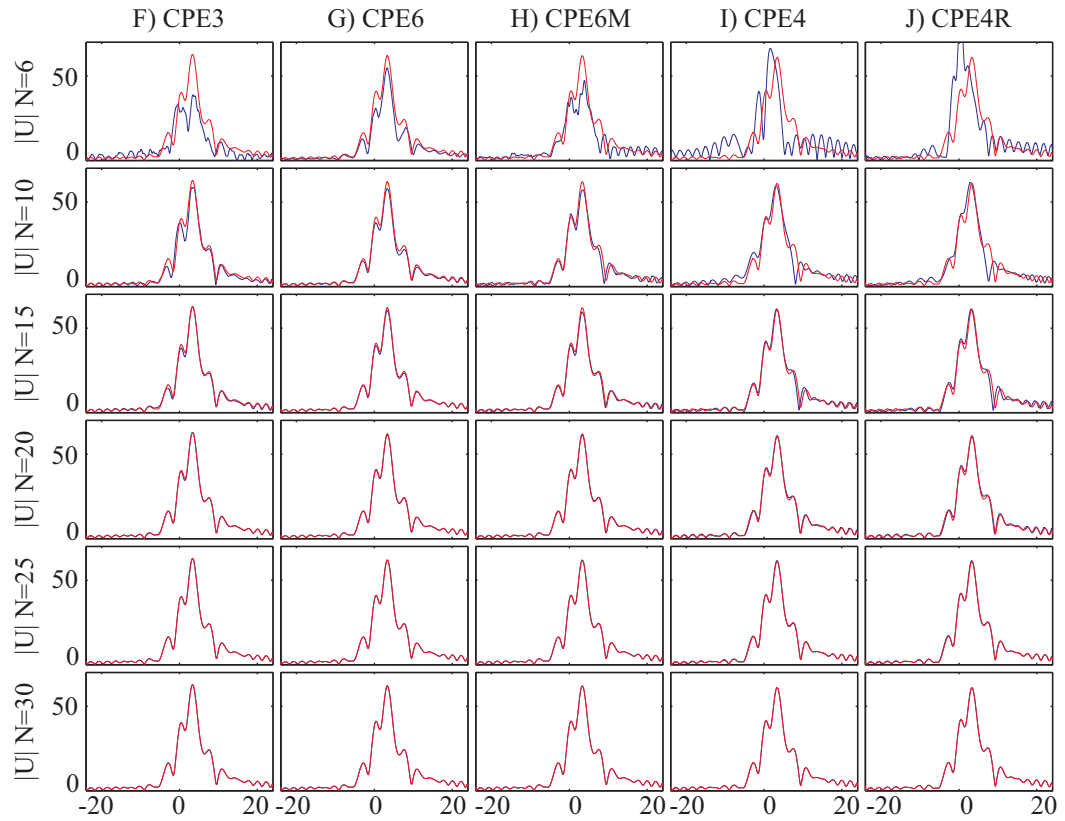 F) CPE3 G) CPE6 H) CPE6M I) CPE4 J) CPE4R
|U| N=6
50
0
|U| N=10
50
0
|U| N=15
50
0
|U| N=20
50
0
|U| N=25
50
0
|U| N=30
50
0
-20 0 20 -20 0 20 -20 0 20 -20 0 20 -20 0 20